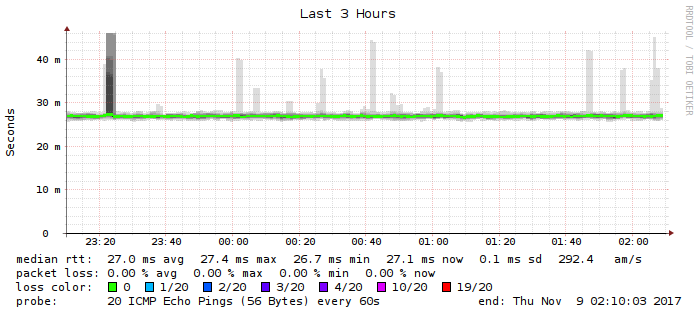 Last 3 Hours
RRDTOOL / TOBI OETIKER
Seconds
40 m
30 m
20 m
10 m
0
23:20 23:40 00:00 00:20 00:40 01:00 01:20 01:40 02:00
median rtt: 27.0 ms avg 27.4 ms max 26.7 ms min 27.1 ms now 0.1 ms sd 292.4 am/s
packet loss: 0.00 % avg 0.00 % max 0.00 % min 0.00 % now
loss color: 0 1/20 2/20 3/20 4/20 10/20 19/20
probe: 20 ICMP Echo Pings (56 Bytes) every 60s end: Thu Nov 9 02:10:03 2017